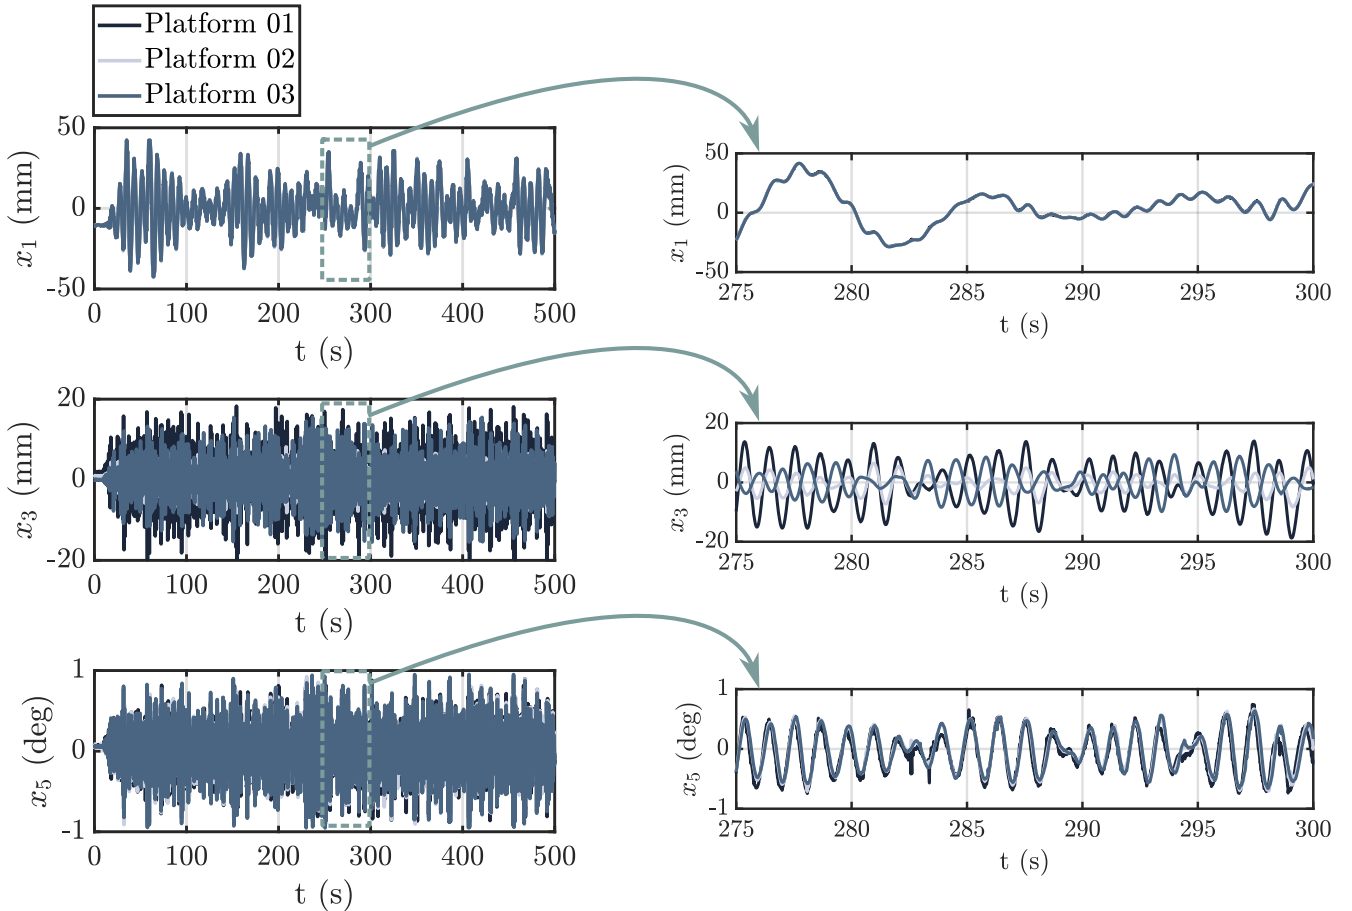 Platform 01
Platform 02
Platform 03
50
0
-50
x1 (mm)
0 100 200 300 400 500
t (s)
50
0
-50
x1 (mm)
275 280 285 290 295 300
t (s)
20
0
-20
x3 (mm)
0 100 200 300 400 500
t (s)
20
0
-20
x3 (mm)
275 280 285 290 295 300
t (s)
1
0
-1
x5 (deg)
0 100 200 300 400 500
t (s)
1
0
-1
x5 (deg)
275 280 285 290 295 300
t (s)